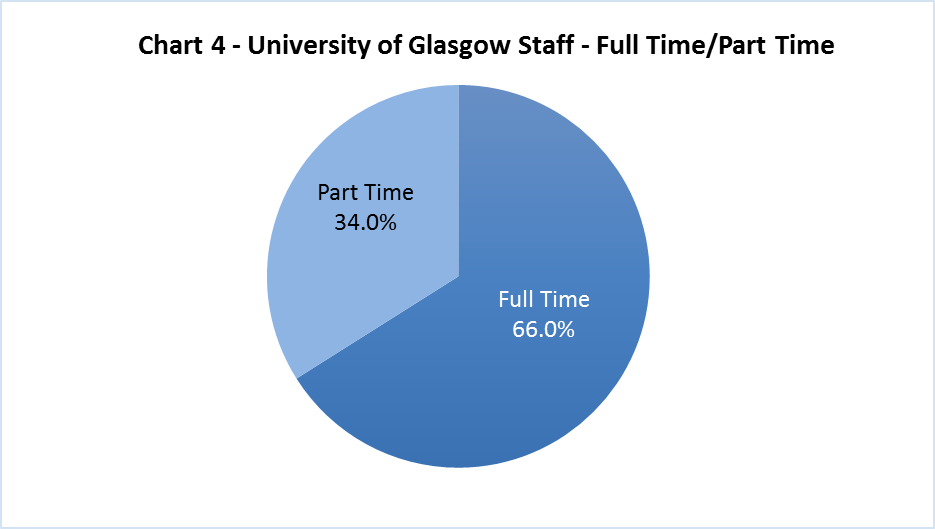 Chart 4 - University of Glasgow Staff - Full Time/Part Time
Part Time
34.0%
Full Time
66.0%